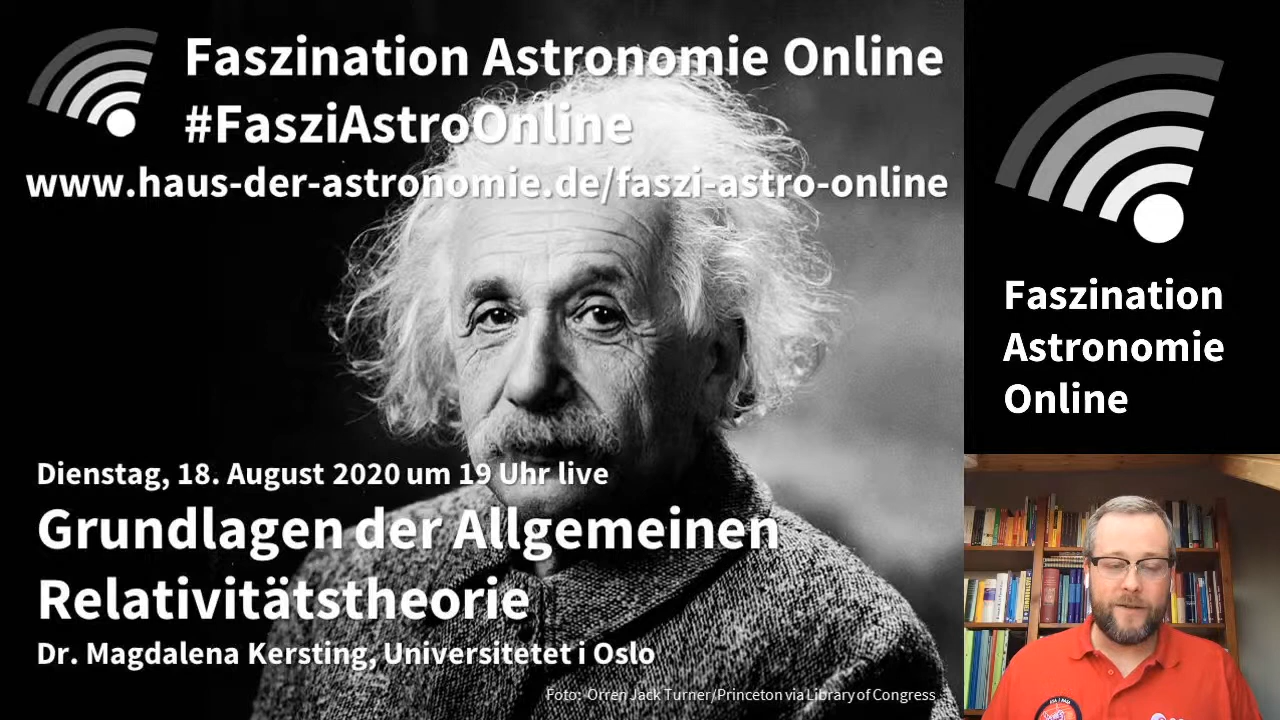 Faszination Astronomie Online
#FasziAstroOnline
www.haus-der-astronomie.de/faszi-astro-online
Dienstag, 18. August 2020 um 19 Uhr live
Grundlagen der Allgemeinen
Relativitätstheorie
Dr. Magdalena Kersting, Universitetet i Oslo
Foto: Orren Jack Turner/Princeton via Library of Congress
Faszination
Astronomie
Online